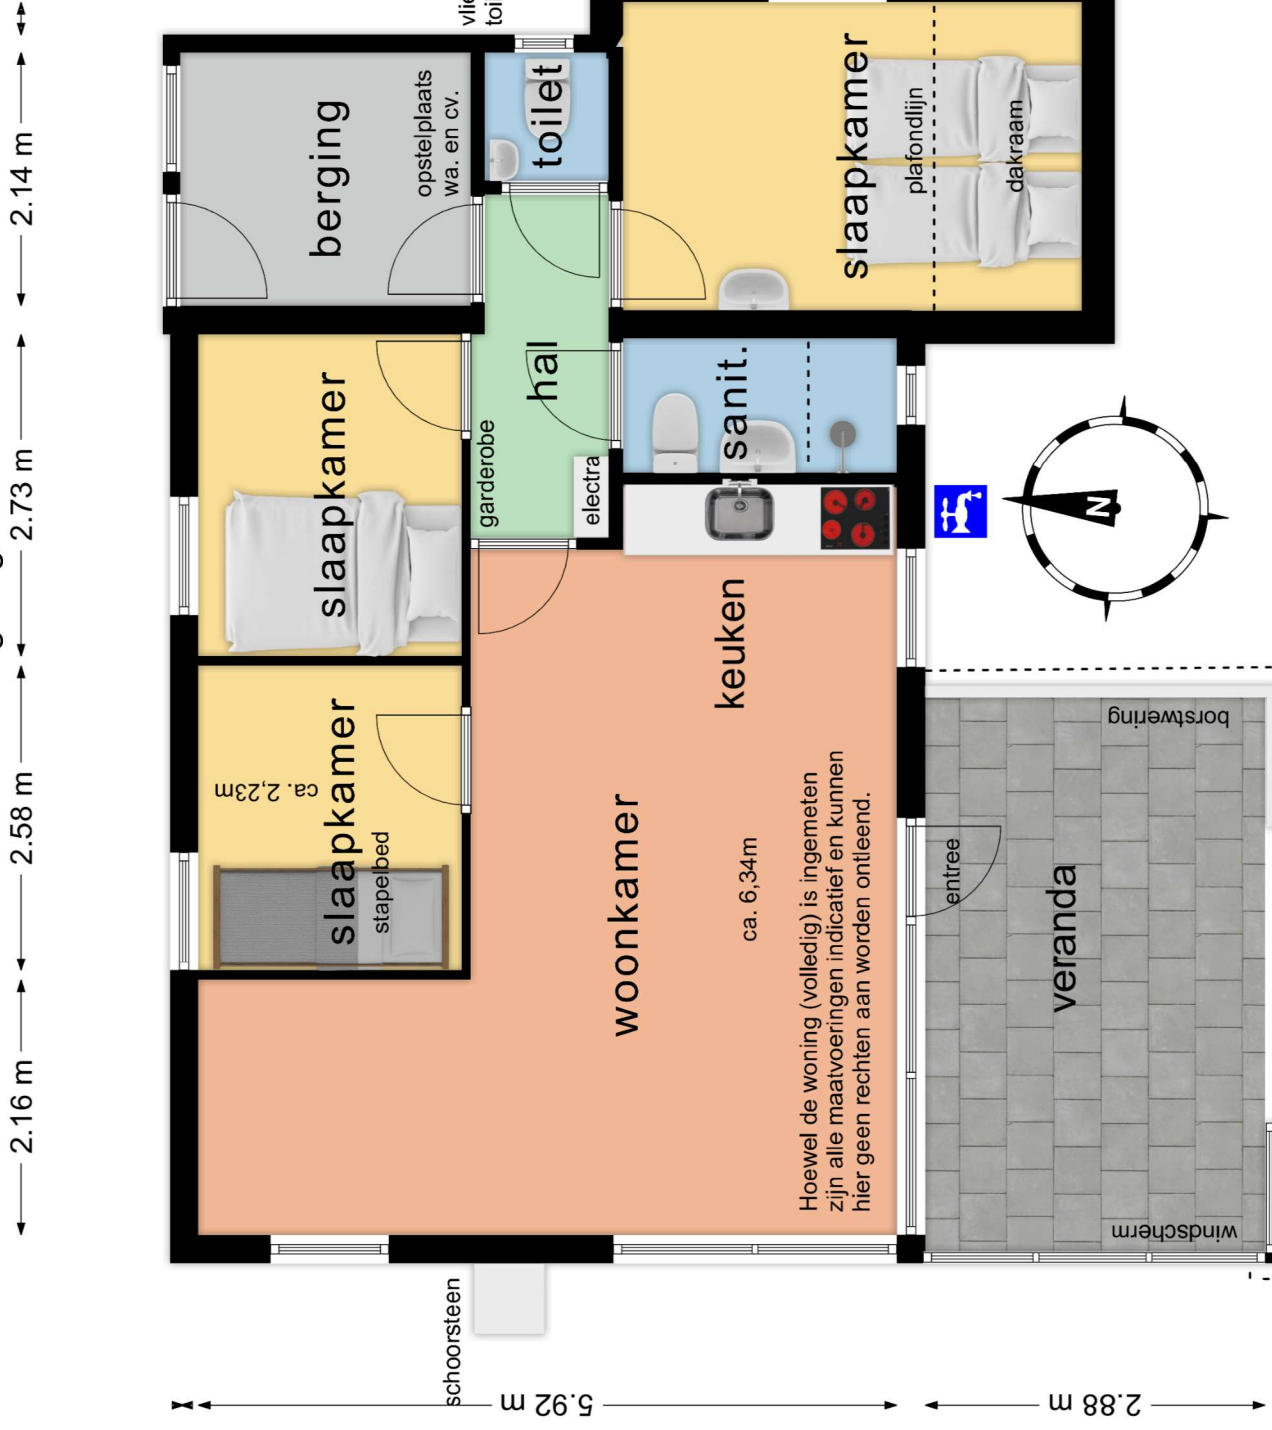 vlie
toi
2.14 m
berging
opstelplaats
wa. en cv.
toilet
slaapkamer
plafondlijn
dakraam
2.73 m
slaapkamer
garderobe
hal
electra
sanit.
N
keuken
2.58 m
slaapkamer
ca. 2,23m
stapelbed
woonkamer
ca. 6,34m
Hoewel de woning (volledig) is ingemeten
zijn alle maatvoeringen indicatief en kunnen
hier geen rechten aan worden ontleend.
entree
veranda
borstwering
windscherm
2.16 m
schoorsteen
5.92 m
2.88 m